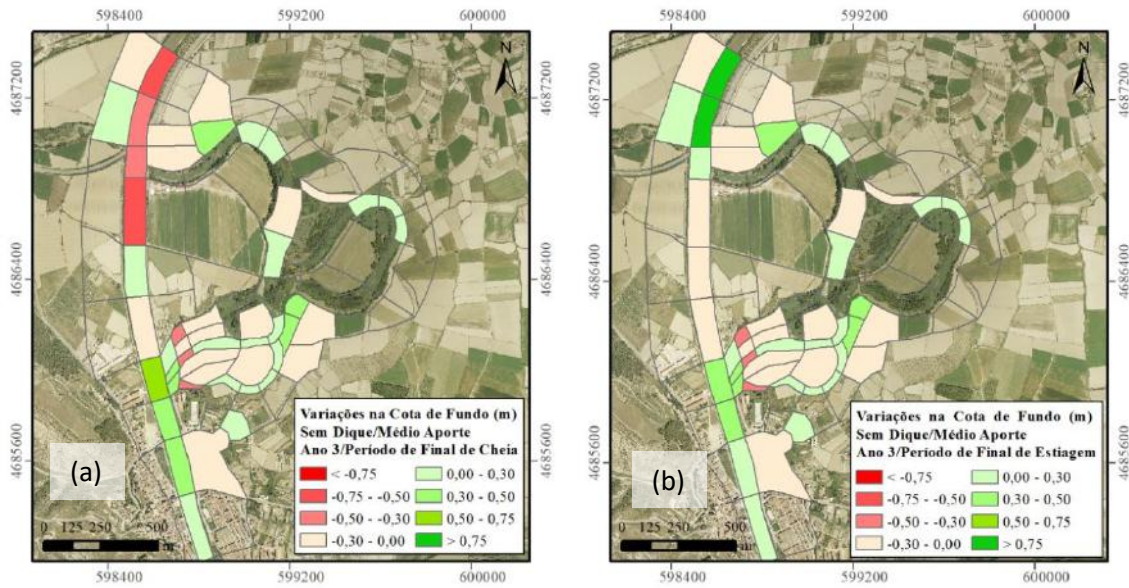 598400 599200 600000
4687200
4686400
4685600
N
Variações na Cota de Fundo (m)
Sem Dique/Médio Aporte
Ano 3/Período de Final de Cheia
< -0,75 0,00 - 0,30
-0,75 - -0,50 0,30 - 0,50
-0,50 - -0,30 0,50 - 0,75
-0,30 - 0,00 > 0,75
(a)
0 125 250 500
m
598400 599200 600000
4687200
4686400
4685600
598400 599200 600000
4687200
4686400
4685600
N
Variações na Cota de Fundo (m)
Sem Dique/Médio Aporte
Ano 3/Período de Final de Estiagem
< -0,75 0,00 - 0,30
-0,75 - -0,50 0,30 - 0,50
-0,50 - -0,30 0,50 - 0,75
-0,30 - 0,00 > 0,75
(b)
0 125 250 500
m
598400 599200 600000
4687200
4686400
4685600